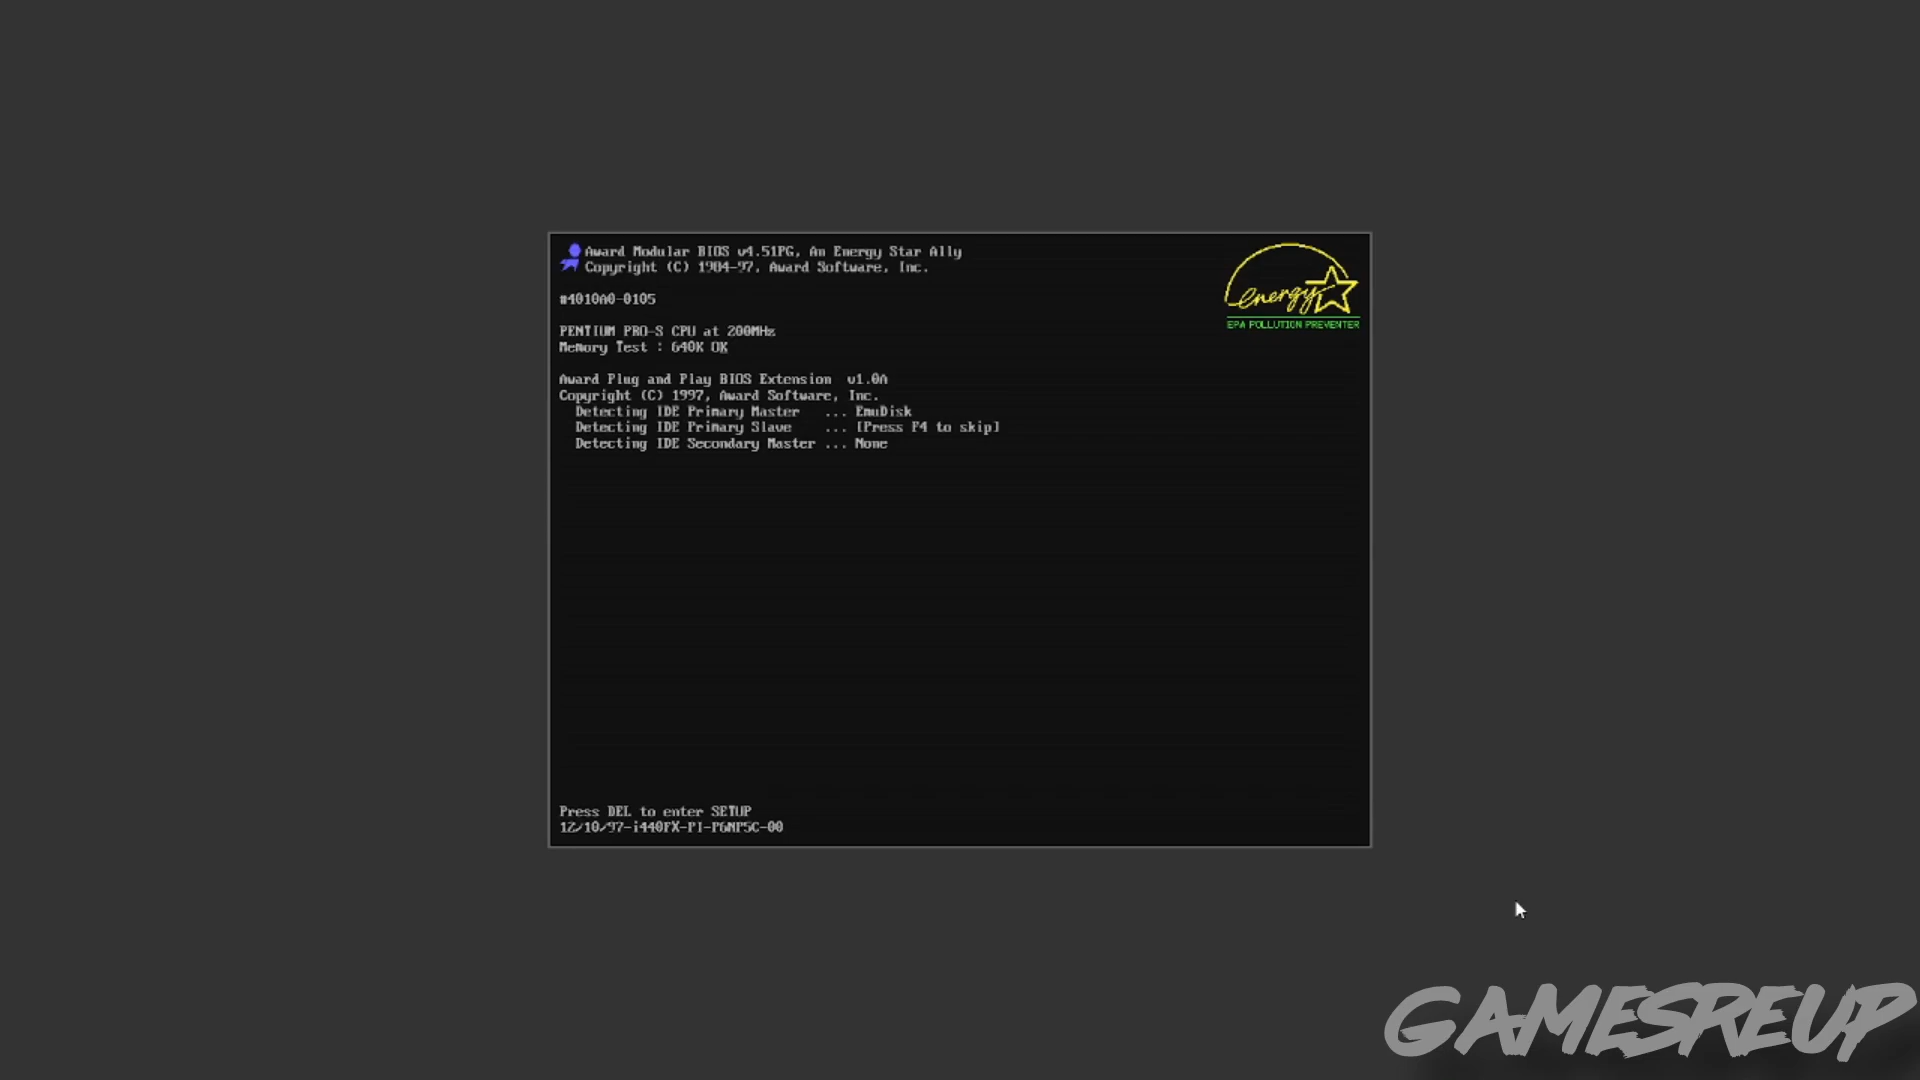 Award Modular BIOS v4.51PG, An Energy Star Ally
Copyright (C) 1984-97, Award Software, Inc.
#4010A0-0105
PENTIUM PRO-S CPU at 200MHz
Memory Test : 640K OK
Award Plug and Play BIOS Extension v1.0A
Copyright (C) 1997, Award Software, Inc.
Detecting IDE Primary Master ... EmuDisk
Detecting IDE Primary Slave ... [Press F4 to skip]
Detecting IDE Secondary Master ... None
energy
EPA POLLUTION PREVENTER
Press DEL to enter SETUP
12/10/97-i440FX-PI-P6NPSC-00
GAMESREUP